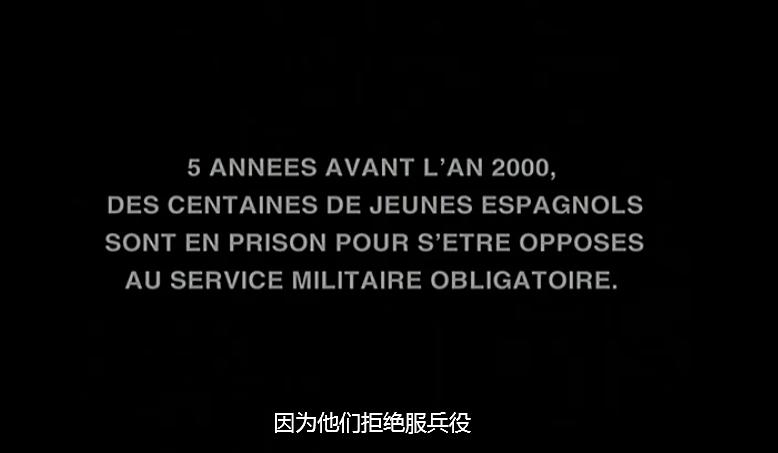 5 ANNEES AVANT L'AN 2000,
DES CENTAINES DE JEUNES ESPAGNOLS
SONT EN PRISON POUR S'ETRE OPPOSES
AU SERVICE MILITAIRE OBLIGATOIRE.
因为他们拒绝服兵役